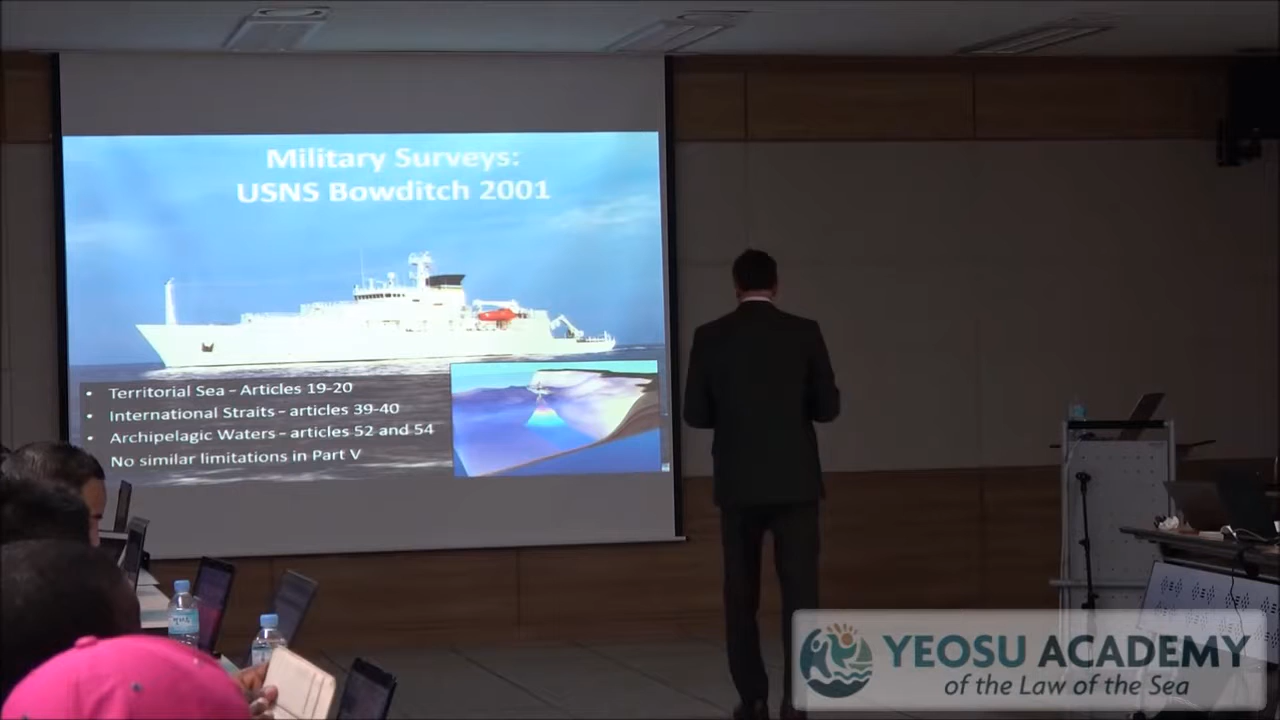 Military Surveys:
USNS Bowditch 2001
• Territorial Sea – Articles 19-20
• International Straits – articles 39-40
• Archipelagic Waters – articles 52 and 54
No similar limitations in Part V
YEOSU ACADEMY
of the Law of the Sea